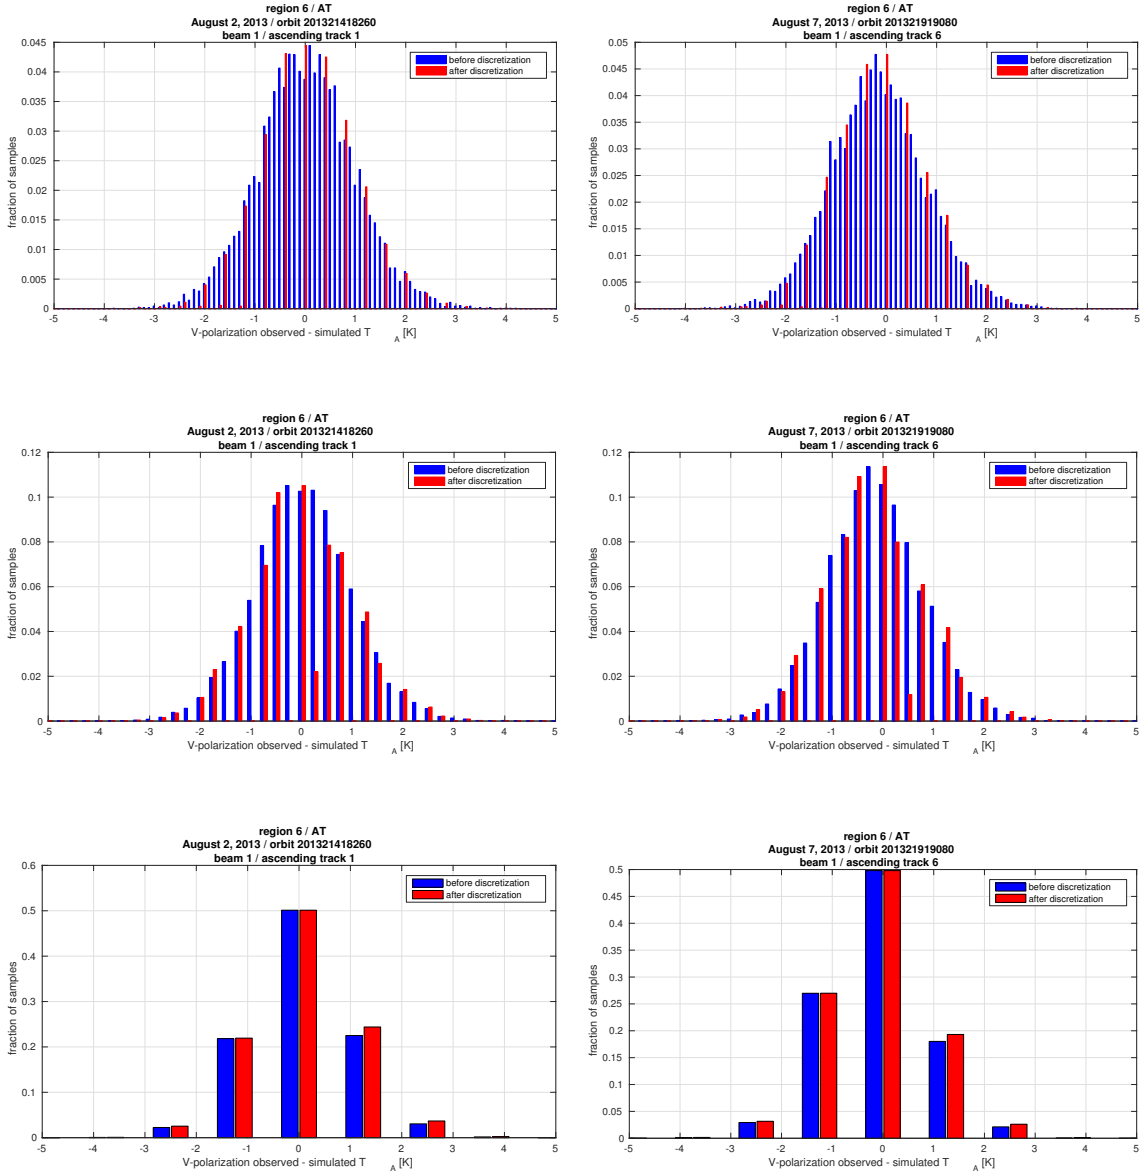 region 6 / AT
August 2, 2013 / orbit 201321418260
beam 1 / ascending track 1
0.045
0.04
0.035
0.03
0.025
0.02
0.015
0.01
0.005
0
fraction of samples
before discretization
after discretization
-5 -4 -3 -2 -1 0 1 2 3 4 5
V-polarization observed - simulated T A [K]
region 6 / AT
August 7, 2013 / orbit 201321919080
beam 1 / ascending track 6
0.05
0.045
0.04
0.035
0.03
0.025
0.02
0.015
0.01
0.005
0
fraction of samples
before discretization
after discretization
-5 -4 -3 -2 -1 0 1 2 3 4 5
V-polarization observed - simulated T A [K]
region 6 / AT
August 2, 2013 / orbit 201321418260
beam 1 / ascending track 1
0.12
0.1
0.08
0.06
0.04
0.02
0
fraction of samples
before discretization
after discretization
-5 -4 -3 -2 -1 0 1 2 3 4 5
V-polarization observed - simulated T A [K]
region 6 / AT
August 7, 2013 / orbit 201321919080
beam 1 / ascending track 6
0.12
0.1
0.08
0.06
0.04
0.02
0
fraction of samples
before discretization
after discretization
-5 -4 -3 -2 -1 0 1 2 3 4 5
V-polarization observed - simulated T A [K]
region 6 / AT
August 2, 2013 / orbit 201321418260
beam 1 / ascending track 1
0.6
0.5
0.4
0.3
0.2
0.1
0
fraction of samples
before discretization
after discretization
-5 -4 -3 -2 -1 0 1 2 3 4 5
V-polarization observed - simulated T A [K]
region 6 / AT
August 7, 2013 / orbit 201321919080
beam 1 / ascending track 6
0.5
0.45
0.4
0.35
0.3
0.25
0.2
0.15
0.1
0.05
0
fraction of samples
before discretization
after discretization
-5 -4 -3 -2 -1 0 1 2 3 4 5
V-polarization observed - simulated T A [K]